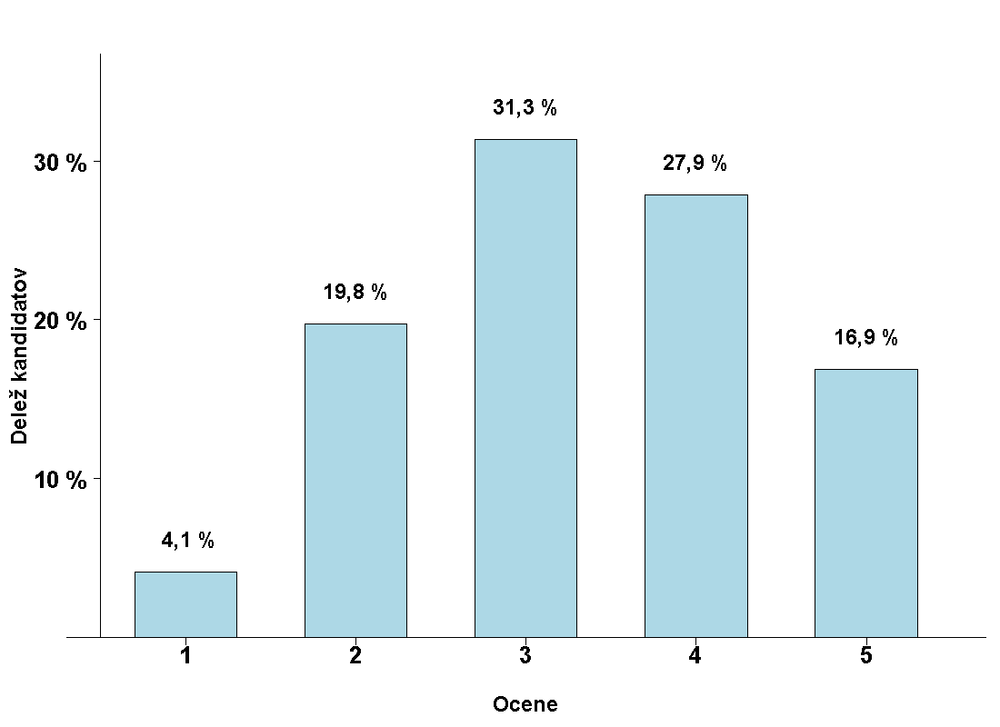 31,3 %
30 %
27,9 %
19,8 %
20 %
16,9 %
10 %
4,1 %
Delež kandidatov
1 2 3 4 5
Ocene